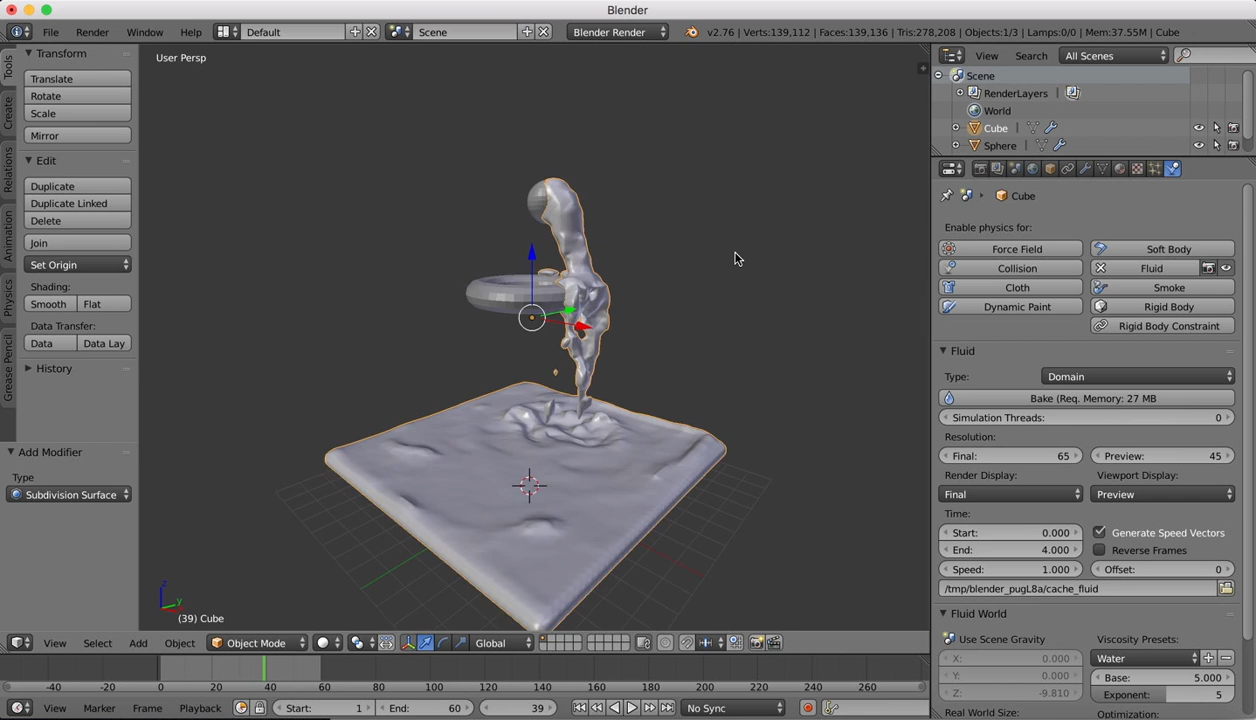 Blender
File Render Window Help Default Scene Blender Render v2.76 | Verts:139,112 | Faces:139,136 | Tris:278,208 | Objects:1/3 | Lamps:0/0 | Mem:37.55M | Cube
Tools
Create
Relations
Animation
Physics
Grease Pencil
Transform
Translate
Rotate
Scale
Mirror
Edit
Duplicate
Duplicate Linked
Delete
Join
Set Origin
Shading:
Smooth Flat
Data Transfer:
Data Data Lay
History
Add Modifier
Type
Subdivision Surface
User Persp
z
y
(39) Cube
View Select Add Object Object Mode Global
View Search All Scenes
Scene
RenderLayers |
World
Cube |
Sphere |
Cube
Enable physics for:
Force Field Soft Body
Collision Fluid
Cloth Smoke
Dynamic Paint Rigid Body
Rigid Body Constraint
Fluid
Type: Domain
Bake (Req. Memory: 27 MB
Simulation Threads: 0
Resolution:
Final: 65 Preview: 45
Render Display: Viewport Display:
Final Preview
Time:
Start: 0.000 Generate Speed Vectors
End: 4.000 Reverse Frames
Speed: 1.000 Offset: 0
/tmp/blender_pugL8a/cache_fluid
Fluid World
Use Scene Gravity Viscosity Presets:
X: 0.000 Water
Y: 0.000 Base: 5.000
Z: -9.810 Exponent: 5
Real World Size: Optimization:
-40 -20 0 20 40 60 80 100 120 140 160 180 200 220 240 260
View Marker Frame Playback Start: 1 End: 60 39 No Sync